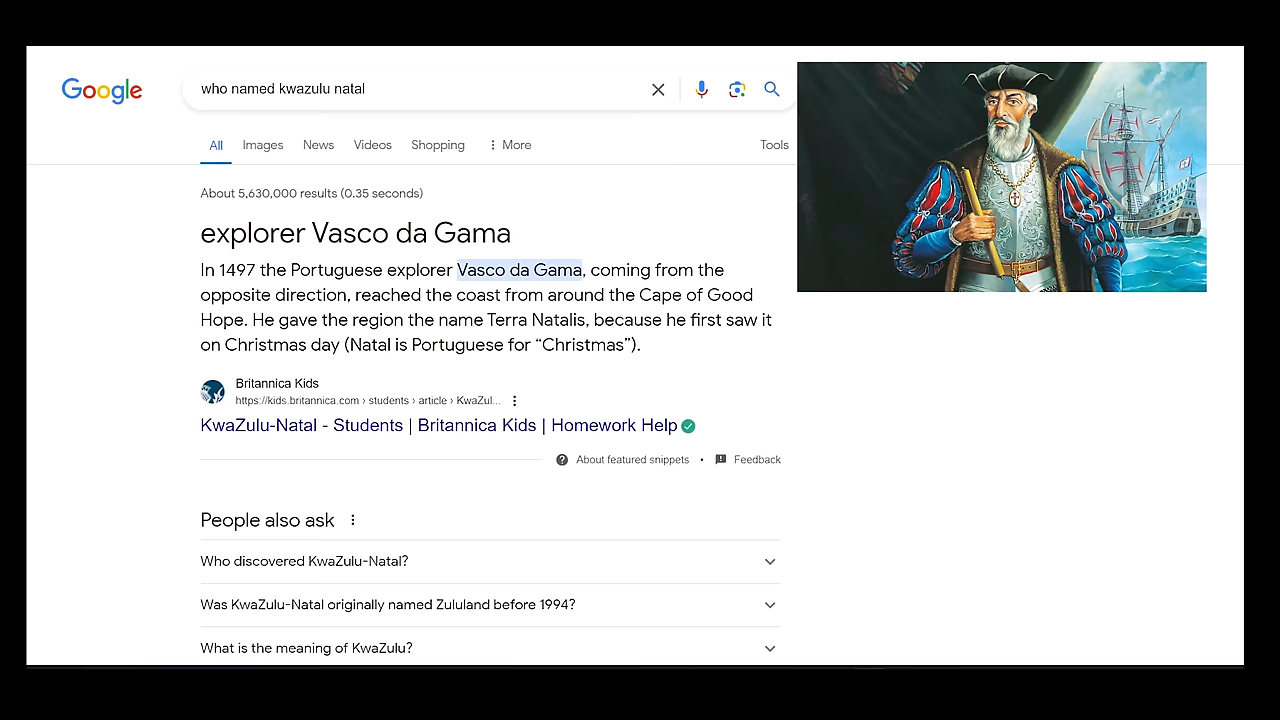 Google
who named kwazulu natal
All Images News Videos Shopping More Tools
About 5,630,000 results (0.35 seconds)
explorer Vasco da Gama
In 1497 the Portuguese explorer Vasco da Gama, coming from the
opposite direction, reached the coast from around the Cape of Good
Hope. He gave the region the name Terra Natalis, because he first saw it
on Christmas day (Natal is Portuguese for “Christmas”).
Britannica Kids
https://kids.britannica.com › students › article › KwaZul...
KwaZulu-Natal - Students | Britannica Kids | Homework Help
About featured snippets • Feedback
People also ask
Who discovered KwaZulu-Natal?
Was KwaZulu-Natal originally named Zululand before 1994?
What is the meaning of KwaZulu?